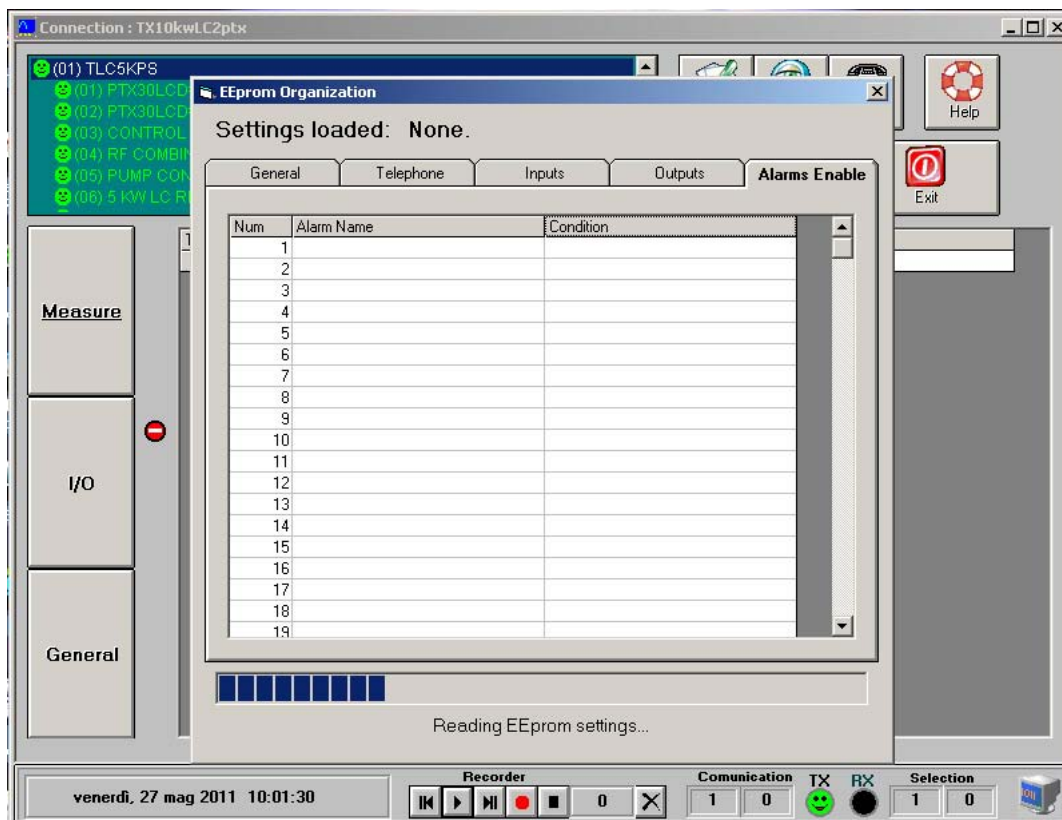 Connection : TX10kwLC2ptx
(01) TLC5KPS
(01) PTX30LCD
(02) PTX30LCD
(03) CONTROL
(04) RF COMBIN
(05) PUMP CON
(06) 5 KW LC R
Help
Exit
EEprom Organization
Settings loaded: None.
General
Telephone
Inputs
Outputs
Alarms Enable
Num
Alarm Name
Condition
1
2
3
4
5
6
7
8
9
10
11
12
13
14
15
16
17
18
19
Measure
I/O
General
Reading EEprom settings...
venerdì, 27 mag 2011 10:01:30
Recorder
0
Comunication
1
0
TX
RX
Selection
1
0